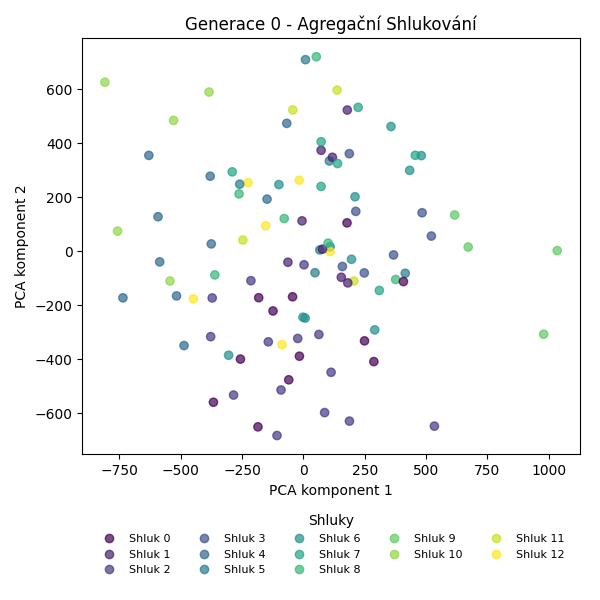 Generace 0 - Agregační Shlukování
PCA komponent 2
600
400
200
0
−200
−400
−600
−750
−500
−250
0
250
500
750
1000
PCA komponent 1
Shluky
Shluk 0
Shluk 1
Shluk 2
Shluk 3
Shluk 4
Shluk 5
Shluk 6
Shluk 7
Shluk 8
Shluk 9
Shluk 10
Shluk 11
Shluk 12